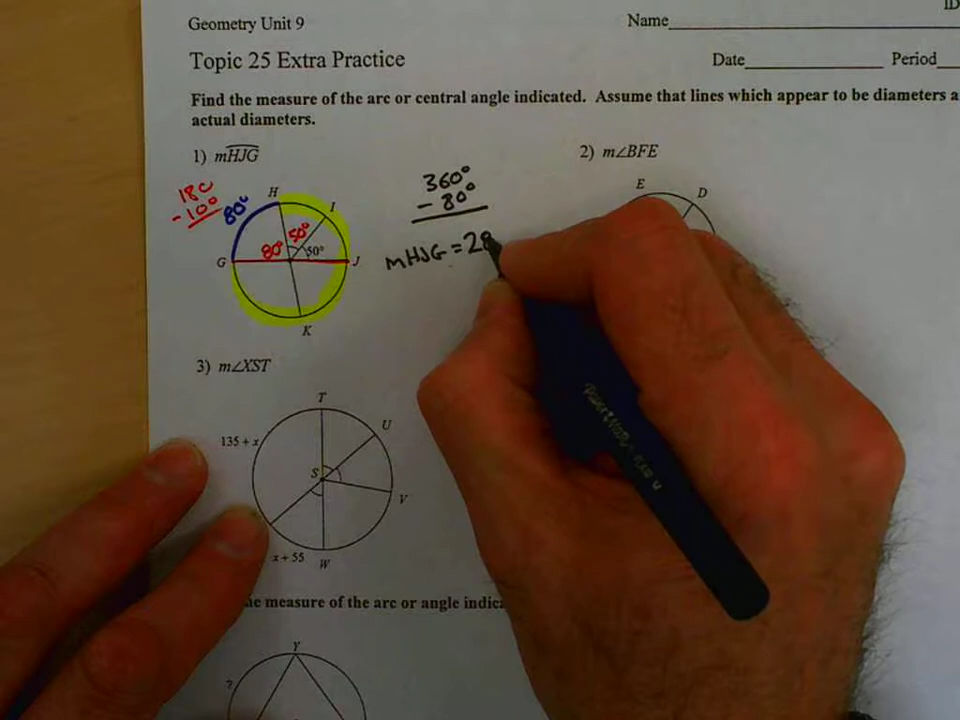 ID
Geometry Unit 9
Name
Topic 25 Extra Practice
Date Period
Find the measure of the arc or central angle indicated. Assume that lines which appear to be diameters a
actual diameters.
1) mHJG
2) m∠BFE
180
- 100
80°
H
I
50°
80°
50°
G
J
K
360°
- 80°
mHJG = 28
E
D
3) m∠XST
T
U
135 + x
S
V
x + 55
W
e measure of the arc or angle indica
Y
?